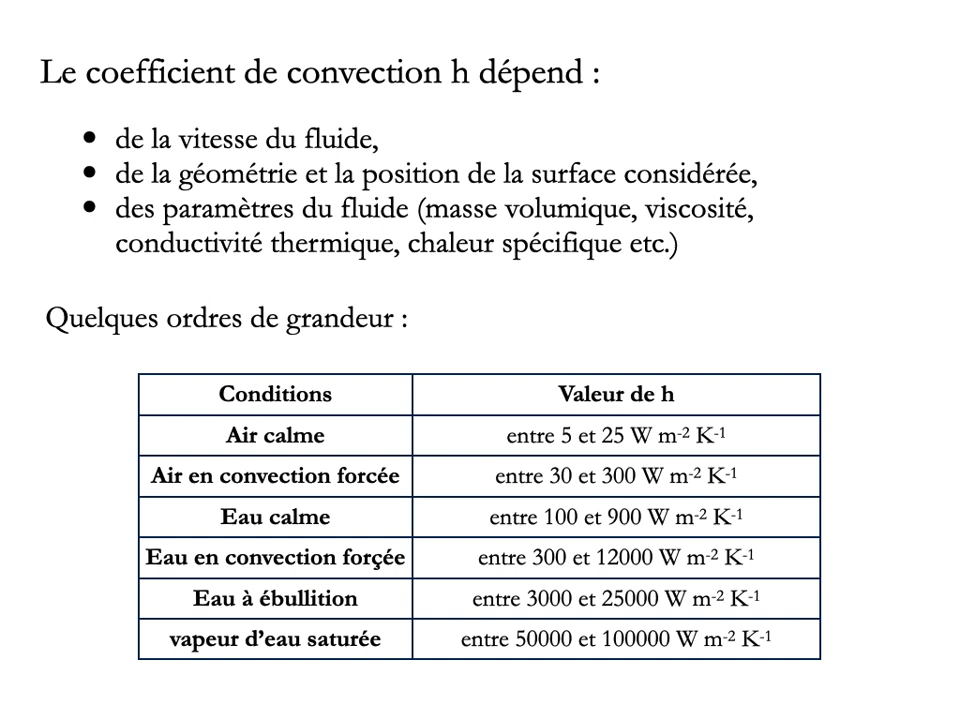 Le coefficient de convection h dépend :
• de la vitesse du fluide,
• de la géométrie et la position de la surface considérée,
• des paramètres du fluide (masse volumique, viscosité,
conductivité thermique, chaleur spécifique etc.)
Quelques ordres de grandeur :
Conditions Valeur de h
Air calme entre 5 et 25 W m-2 K-1
Air en convection forcée entre 30 et 300 W m-2 K-1
Eau calme entre 100 et 900 W m-2 K-1
Eau en convection forçée entre 300 et 12000 W m-2 K-1
Eau à ébullition entre 3000 et 25000 W m-2 K-1
vapeur d’eau saturée entre 50000 et 100000 W m-2 K-1